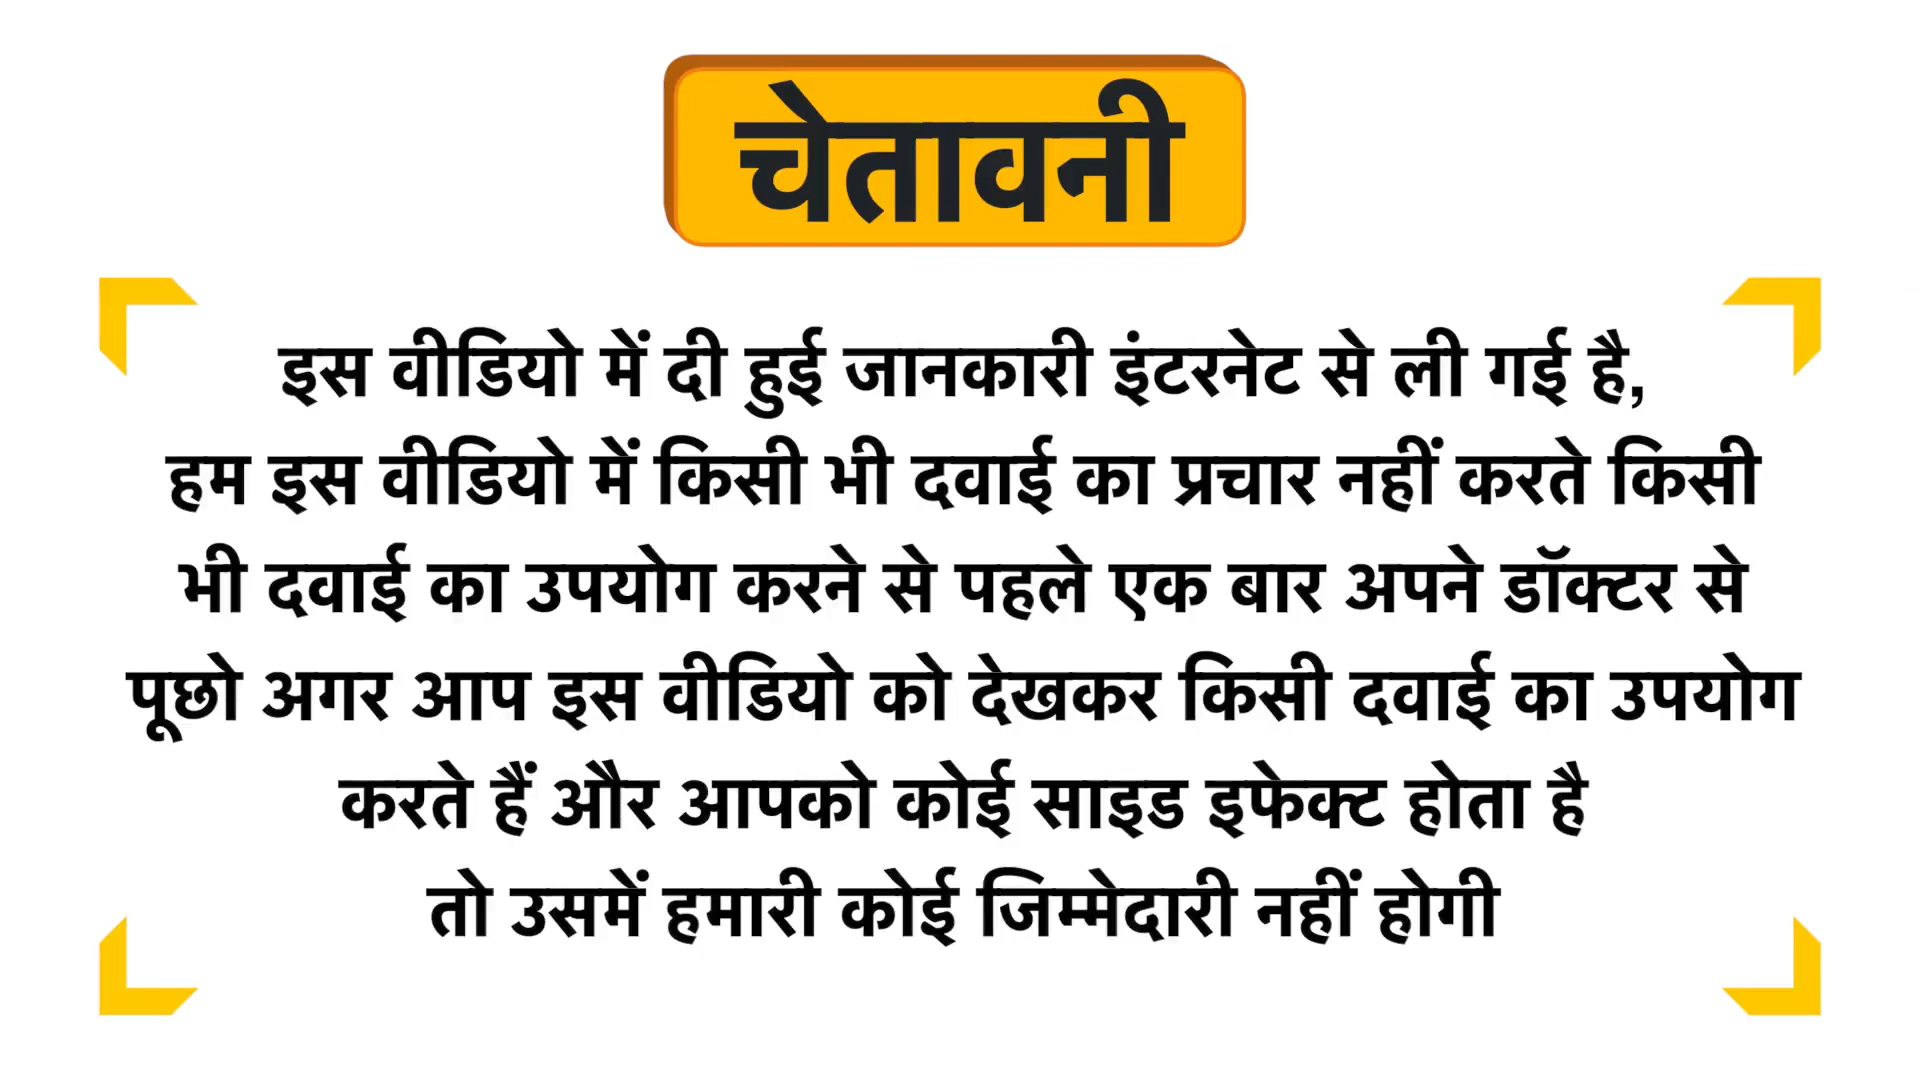 चेतावनी
इस वीडियो में दी हुई जानकारी इंटरनेट से ली गई है,
हम इस वीडियो में किसी भी दवाई का प्रचार नहीं करते किसी
भी दवाई का उपयोग करने से पहले एक बार अपने डॉक्टर से
पूछो अगर आप इस वीडियो को देखकर किसी दवाई का उपयोग
करते हैं और आपको कोई साइड इफेक्ट होता है
तो उसमें हमारी कोई जिम्मेदारी नहीं होगी